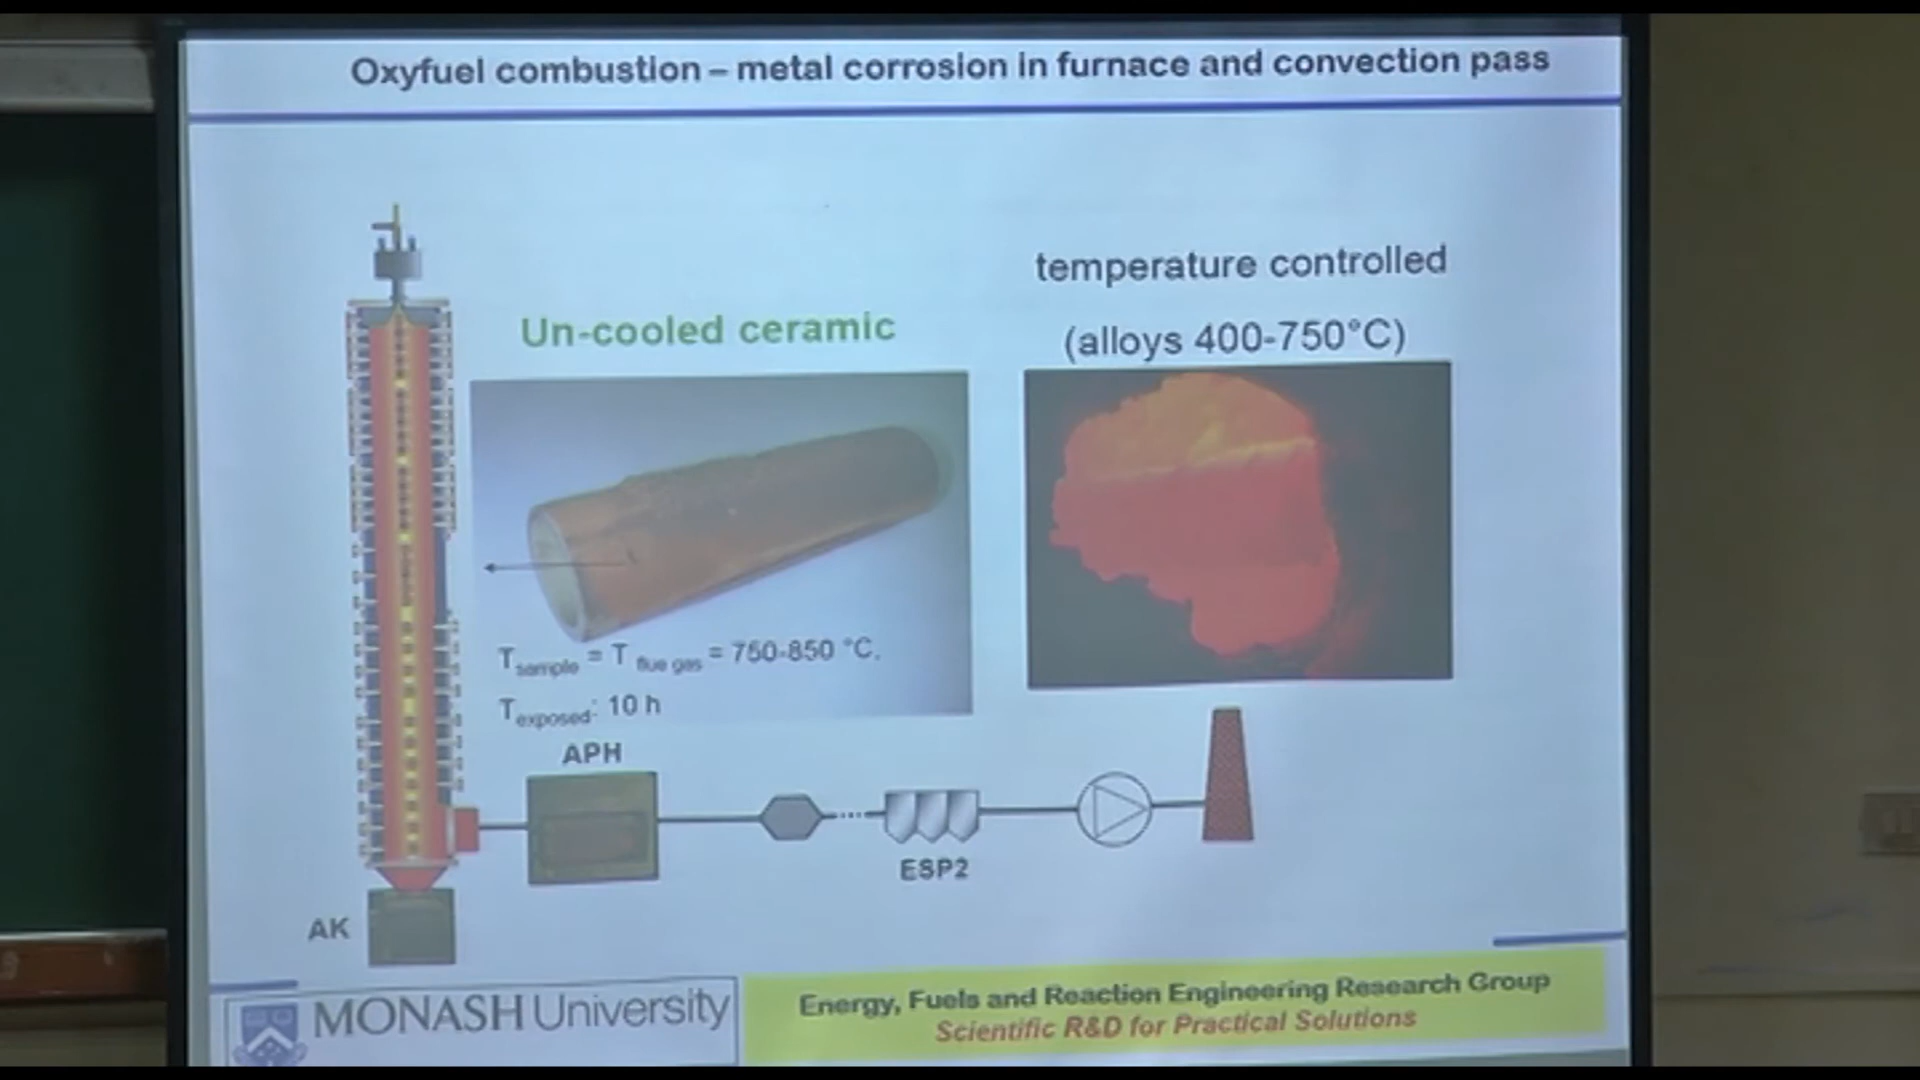 Oxyfuel combustion – metal corrosion in furnace and convection pass
temperature controlled
(alloys 400-750°C)
Un-cooled ceramic
Tsample = T flue gas = 750-850 °C.
Texposed: 10 h
APH
ESP2
AK
MONASH University
Energy, Fuels and Reaction Engineering Research Group
Scientific R&D for Practical Solutions